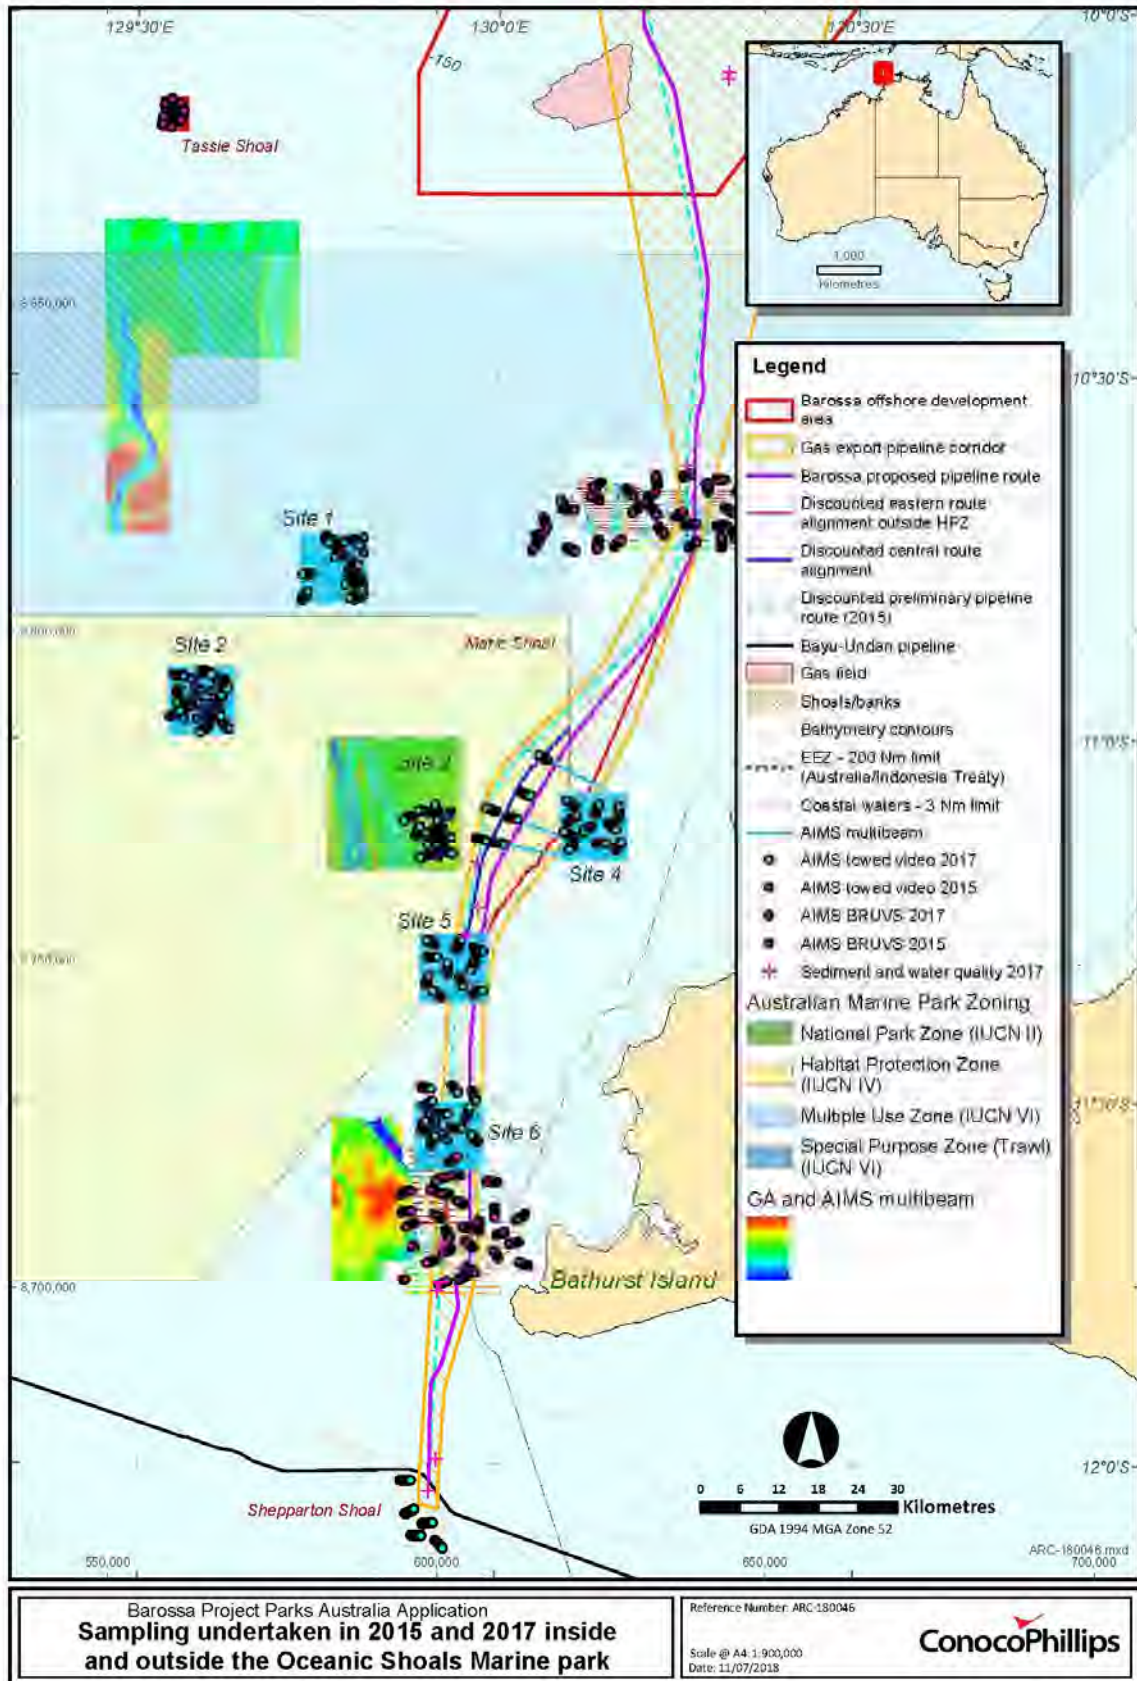 129°30'E
130°0'E
130°30'E
10°0'S
-150
Tassie Shoal
1,000
Kilometres
10°30'S
Legend
Barossa offshore development
area
Gas export pipeline corridor
Barossa proposed pipeline route
Discounted eastern route
alignment outside HPZ
Discounted central route
alignment
Discounted preliminary pipeline
route (2015)
Bayu-Undan pipeline
Gas field
Shoals/banks
Bathymetry contours
EEZ - 200 Nm limit
(Australia/Indonesia Treaty)
Coastal waters - 3 Nm limit
AIMS multibeam
AIMS towed video 2017
AIMS towed video 2015
AIMS BRUVS 2017
AIMS BRUVS 2015
Sediment and water quality 2017
Australian Marine Park Zoning
National Park Zone (IUCN II)
Habitat Protection Zone
(IUCN IV)
Multiple Use Zone (IUCN VI)
Special Purpose Zone (Trawl)
(IUCN VI)
GA and AIMS multibeam
Site 1
Site 2
Marie Shoal
Site 3
11°0'S
Site 4
Site 5
Site 6
11°30'S
Bathurst Island
8,700,000
12°0'S
Shepparton Shoal
0 6 12 18 24 30
Kilometres
GDA 1994 MGA Zone 52
ARC-180046.mxd
550,000
600,000
650,000
700,000
Barossa Project Parks Australia Application
Sampling undertaken in 2015 and 2017 inside
and outside the Oceanic Shoals Marine park
Reference Number: ARC-180046
Scale @ A4: 1:900,000
Date: 11/07/2018
ConocoPhillips